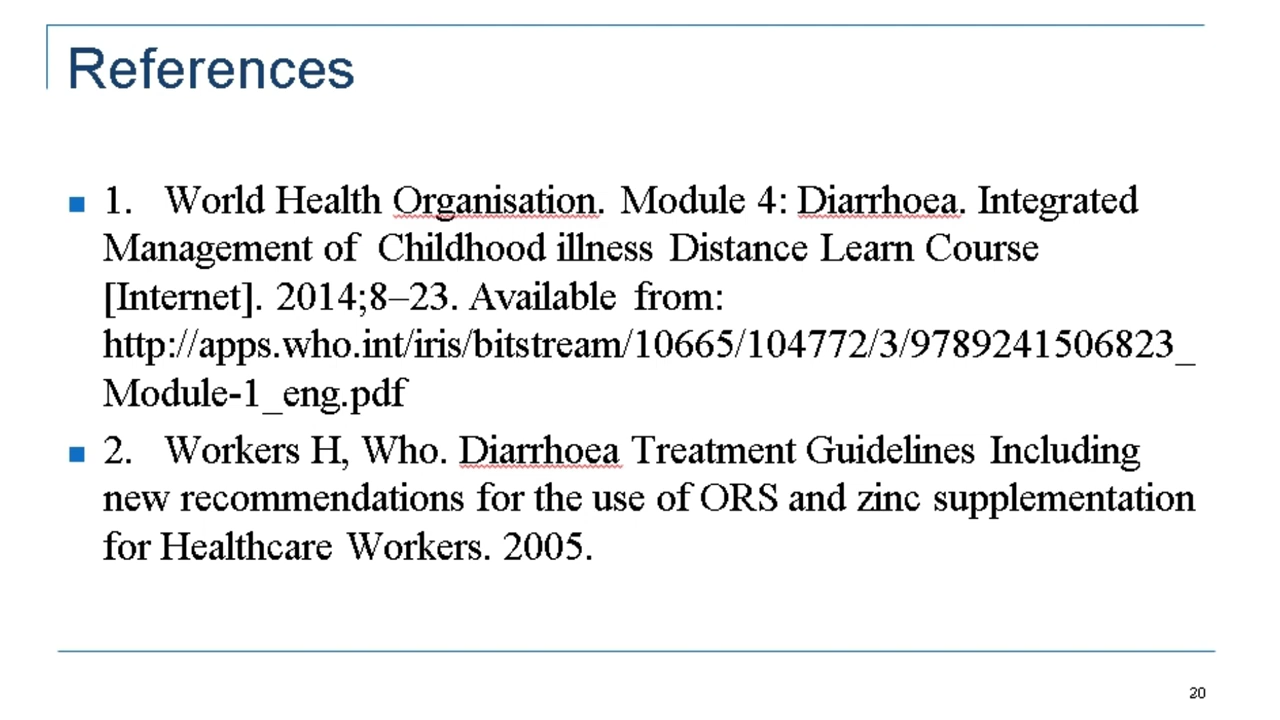 References
1. World Health Organisation. Module 4: Diarrhoea. Integrated
Management of Childhood illness Distance Learn Course
[Internet]. 2014;8–23. Available from:
http://apps.who.int/iris/bitstream/10665/104772/3/9789241506823_
Module-1_eng.pdf
2. Workers H, Who. Diarrhoea Treatment Guidelines Including
new recommendations for the use of ORS and zinc supplementation
for Healthcare Workers. 2005.
20